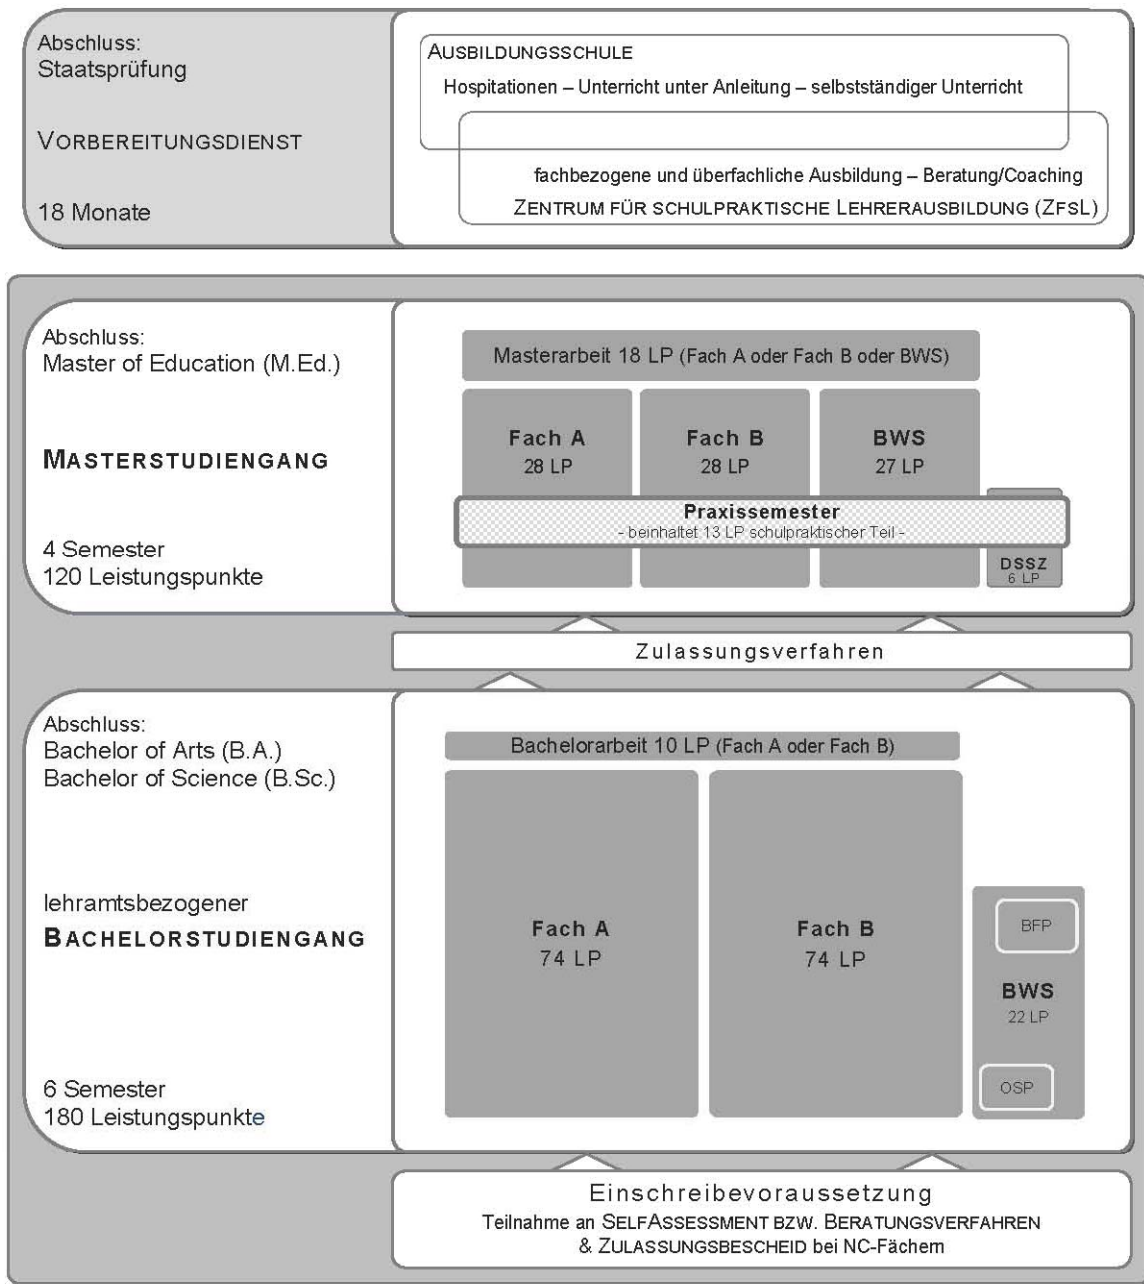 Abschluss:
Staatsprüfung
VORBEREITUNGSDIENST
18 Monate
AUSBILDUNGSSCHULE
Hospitationen – Unterricht unter Anleitung – selbstständiger Unterricht
fachbezogene und überfachliche Ausbildung – Beratung/Coaching
ZENTRUM FÜR SCHULPRAKTISCHE LEHRERAUSBILDUNG (ZFSL)
Abschluss:
Master of Education (M.Ed.)
MASTERSTUDIENGANG
4 Semester
120 Leistungspunkte
Masterarbeit 18 LP (Fach A oder Fach B oder BWS)
Fach A
28 LP
Fach B
28 LP
BWS
27 LP
Praxissemester
- beinhaltet 13 LP schulpraktischer Teil -
DSSZ
6 LP
Zulassungsverfahren
Abschluss:
Bachelor of Arts (B.A.)
Bachelor of Science (B.Sc.)
lehramtsbezogener
BACHELORSTUDIENGANG
6 Semester
180 Leistungspunkte
Bachelorarbeit 10 LP (Fach A oder Fach B)
Fach A
74 LP
Fach B
74 LP
BFP
BWS
22 LP
OSP
Einschreibevoraussetzung
Teilnahme an SELFASSESSMENT BZW. BERATUNGSVERFAHREN
& ZULASSUNGSBESCHEID bei NC-Fächern